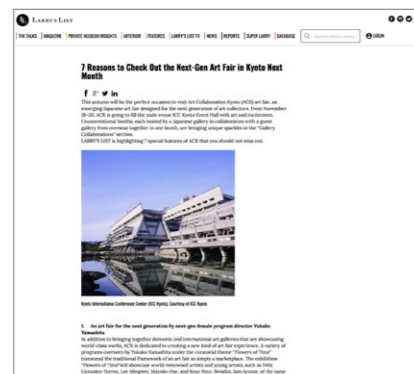 LARRY'S LIST
THE TALKS MAGAZINE PRIVATE MUSEUM INSIGHTS ARTERIOR FEATURES LARRY'S LIST TV NEWS REPORTS SUPER LARRY DATABASE
LOGIN
7 Reasons to Check Out the Next-Gen Art Fair in Kyoto Next
Month
This autumn will be the perfect occasion to visit Art Collaboration Kyoto (ACK) art fair, an
emerging Japanese art fair designed for the next generation of art collectors. From November
18-20, ACK is going to fill the main venue ICC Kyoto Event Hall with art and excitement.
Unconventional booths, each hosted by a Japanese gallery in collaboration with a guest
gallery from overseas together in one booth, are bringing unique sparkles in the "Gallery
Collaborations" section.
LARRY'S LIST is highlighting 7 special features of ACK that you should not miss out.
Kyoto International Conference Center (ICC Kyoto); Courtesy of ICC Kyoto
1. An art fair for the next generation by next-gen female program director Yukako
Yamashita
In addition to bringing together domestic and international art galleries that are showcasing
world-class works, ACK is dedicated to creating a new kind of art fair experience. A variety of
programs overseen by Yukako Yamashita under the curatorial theme "Flowers of Time"
transcend the traditional framework of an art fair as simply a marketplace. The exhibition
"Flowers of Time" will showcase world-renowned artists and young artists, such as Felix
Gonzalez-Torres, Lee Mingwei, Mayuko One, and Kour Pour. Besides,